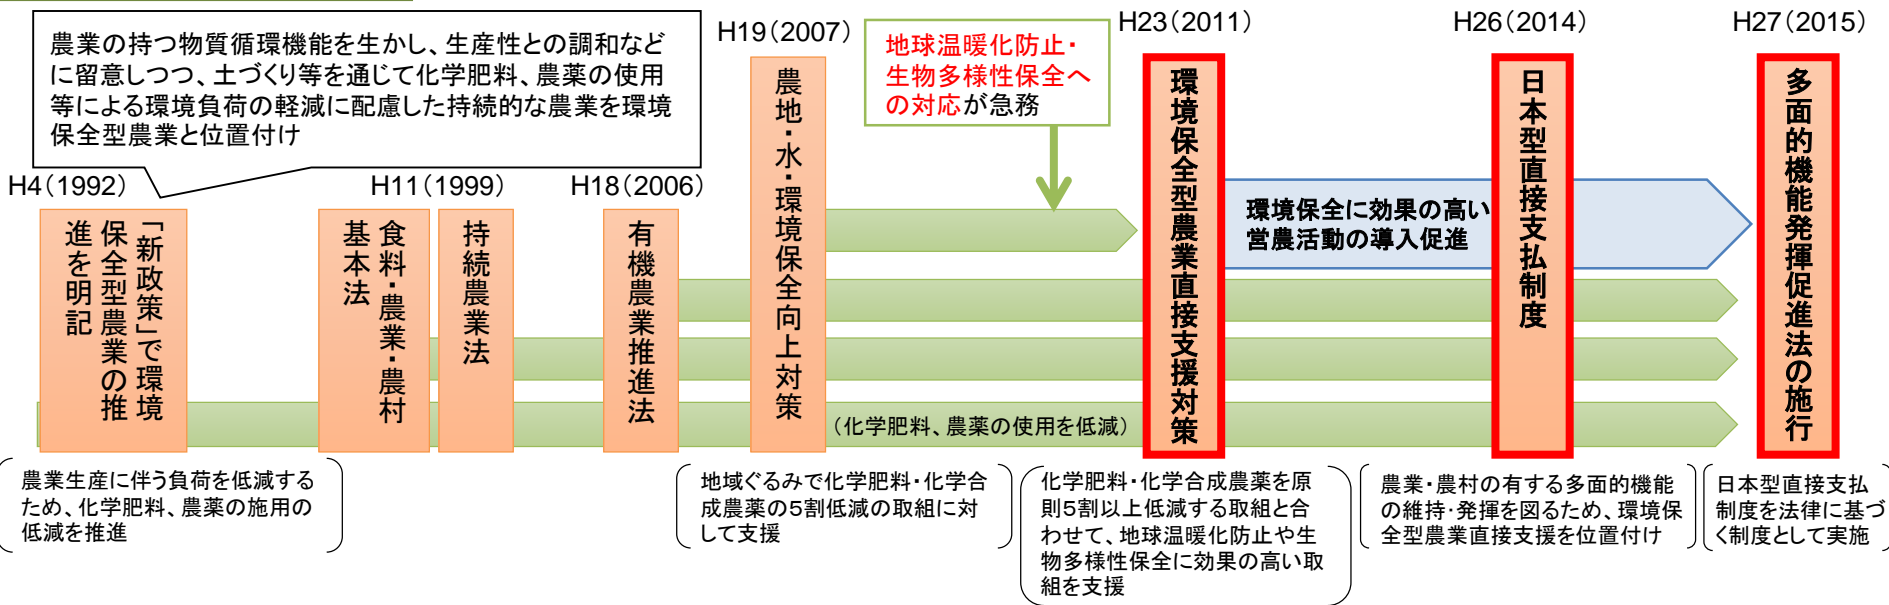 農業の持つ物質循環機能を生かし、生産性との調和など
に留意しつつ、土づくり等を通じて化学肥料、農薬の使用
等による環境負荷の軽減に配慮した持続的な農業を環境
保全型農業と位置付け
H4(1992)
「新政策」で環境
保全型農業の推
進を明記
農業生産に伴う負荷を低減する
ため、化学肥料、農薬の施用の
低減を推進
H11(1999)
食料・農業・農村
基本法
持続農業法
H18(2006)
有機農業推進法
H19(2007)
農地・水・環境保全向上対策
地域ぐるみで化学肥料・化学合
成農薬の5割低減の取組に対
して支援
地球温暖化防止・
生物多様性保全へ
の対応が急務
(化学肥料、農薬の使用を低減)
H23(2011)
環境保全型農業直接支援対策
化学肥料・化学合成農薬を原
則5割以上低減する取組と合
わせて、地球温暖化防止や生
物多様性保全に効果の高い取
組を支援
環境保全に効果の高い
営農活動の導入促進
H26(2014)
日本型直接支払制度
農業・農村の有する多面的機能
の維持・発揮を図るため、環境保
全型農業直接支援を位置付け
H27(2015)
多面的機能発揮促進法の施行
日本型直接支払
制度を法律に基づ
く制度として実施